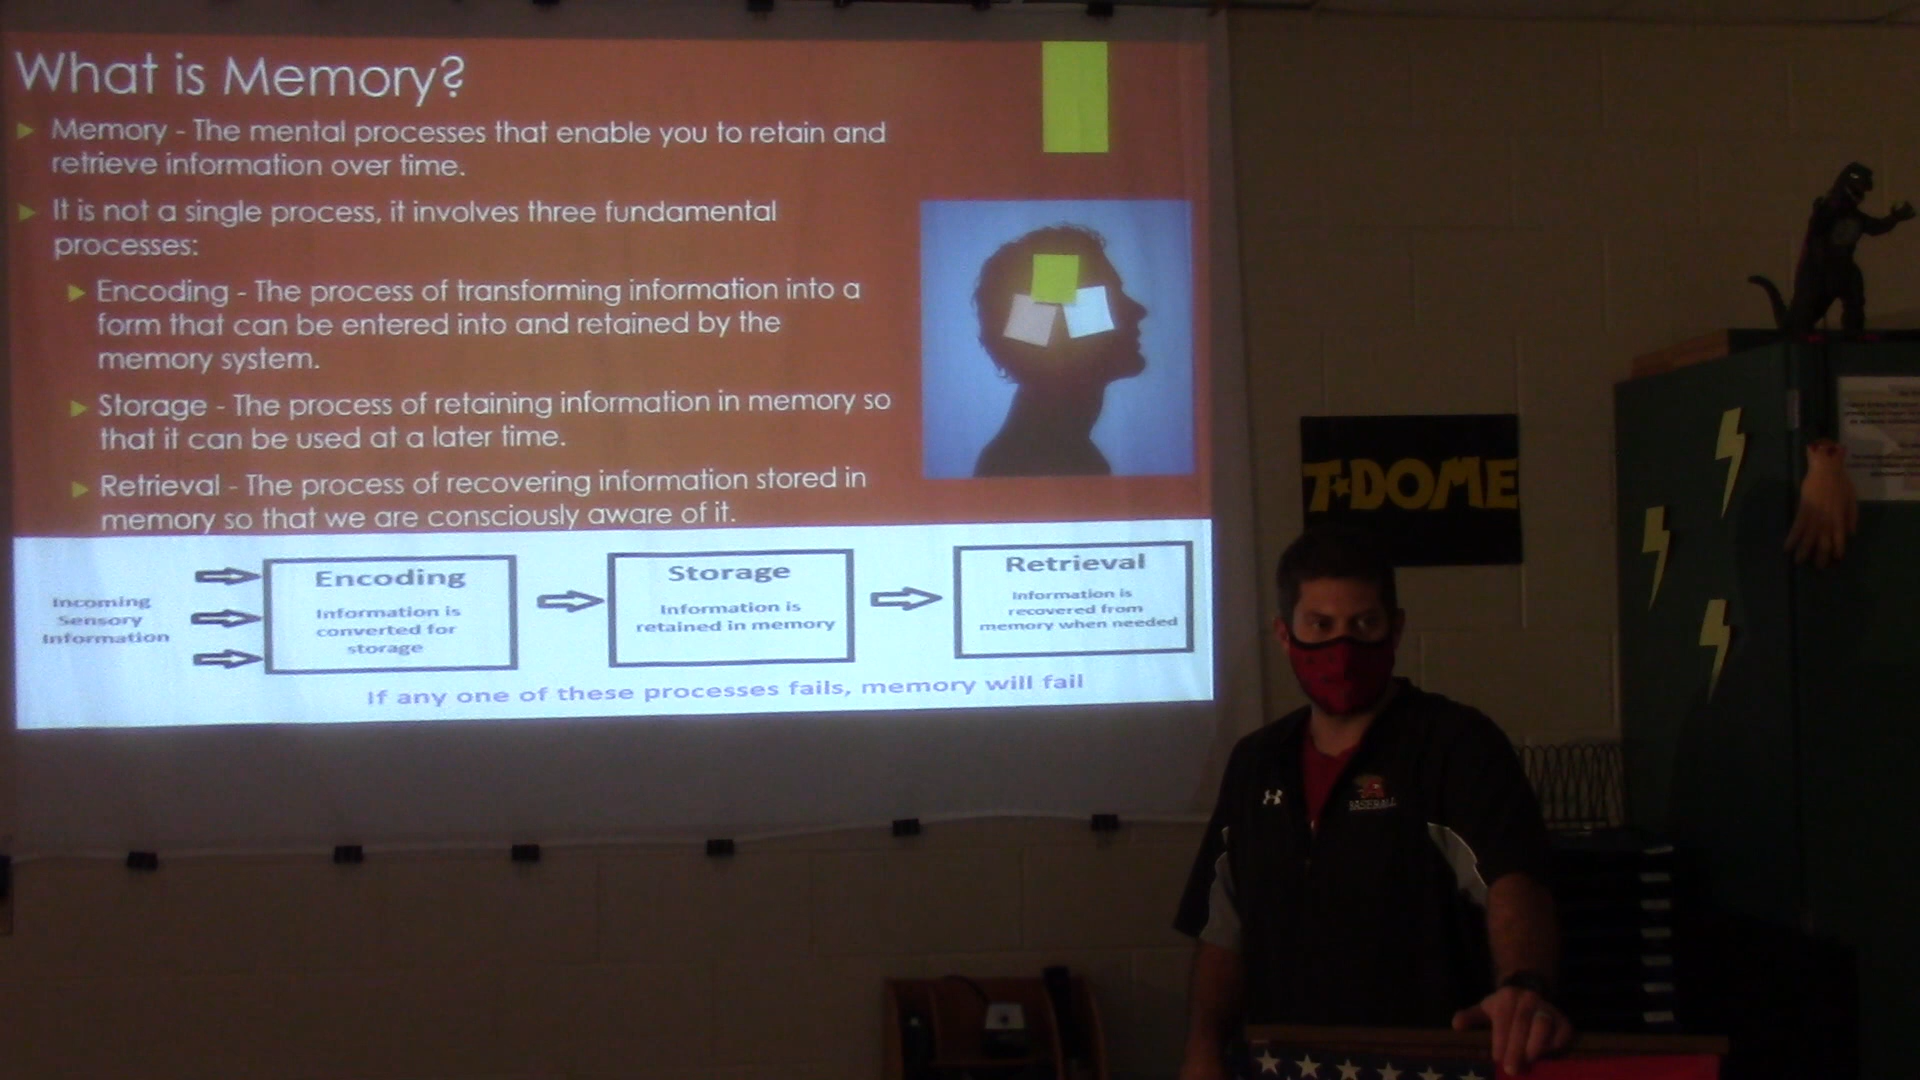 What is Memory?
Memory - The mental processes that enable you to retain and
retrieve information over time.
It is not a single process, it involves three fundamental
processes:
Encoding - The process of transforming information into a
form that can be entered into and retained by the
memory system.
Storage - The process of retaining information in memory so
that it can be used at a later time.
Retrieval - The process of recovering information stored in
memory so that we are consciously aware of it.
Incoming
Sensory
Information
Encoding
Information is
converted for
storage
Storage
Information is
retained in memory
Retrieval
Information is
recovered from
memory when needed
If any one of these processes fails, memory will fail
T★DOME
BASEBALL